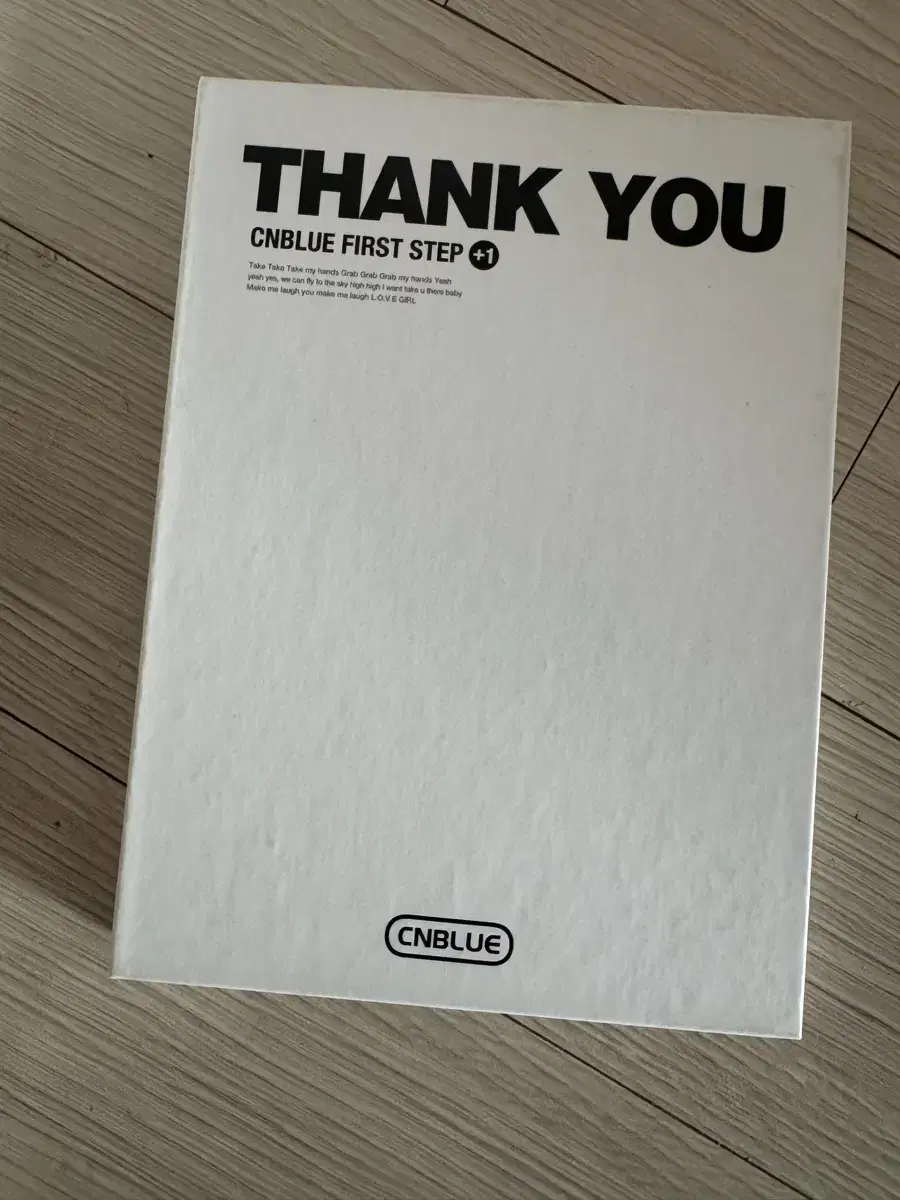 THANK YOU
CNBLUE FIRST STEP +1
Take Take Take my hands Grab Grab Grab my hands Yeah
yeah yes, we can fly to the sky high high I want take u there baby
Make me laugh you make me laugh L.O.V.E GIRL
CNBLUE